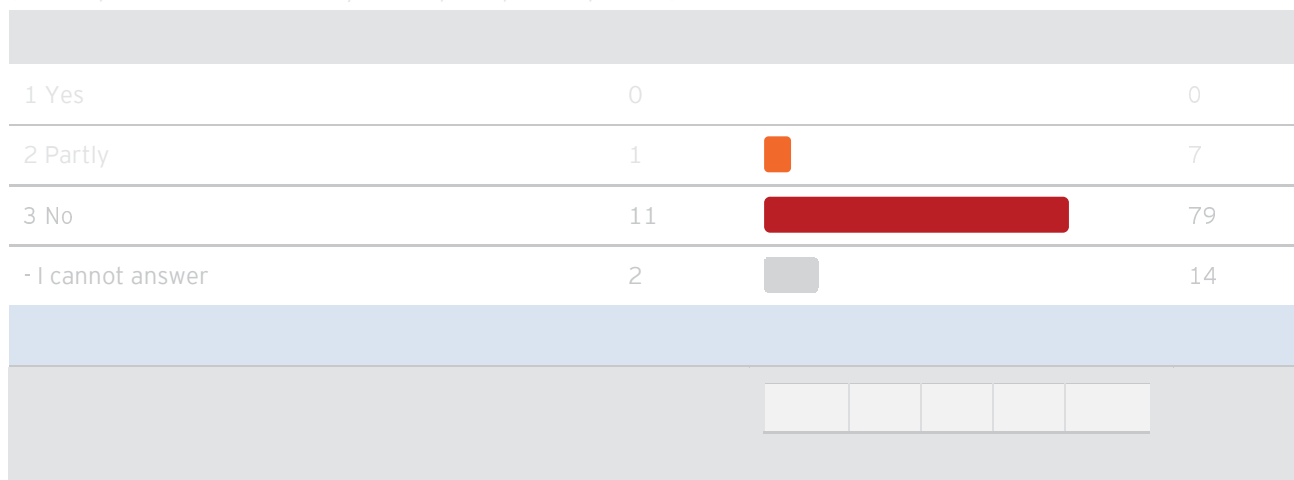 1 Yes 0 0
2 Partly 1 7
3 No 11 79
- I cannot answer 2 14